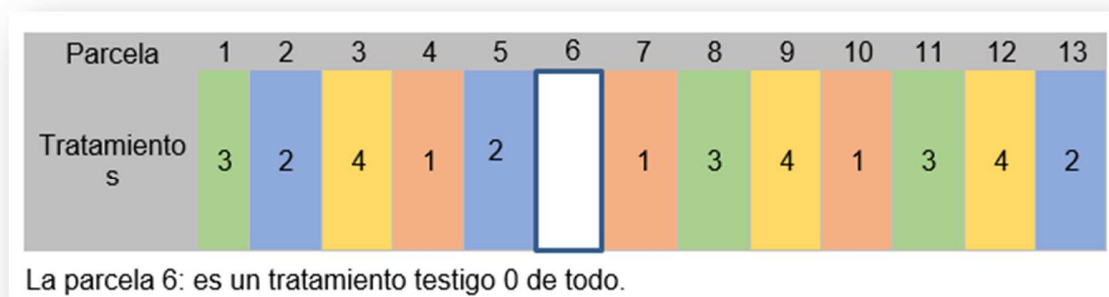 Parcela 1 2 3 4 5 6 7 8 9 10 11 12 13
Tratamiento
s 3 2 4 1 2 1 3 4 1 3 4 2
La parcela 6: es un tratamiento testigo 0 de todo.